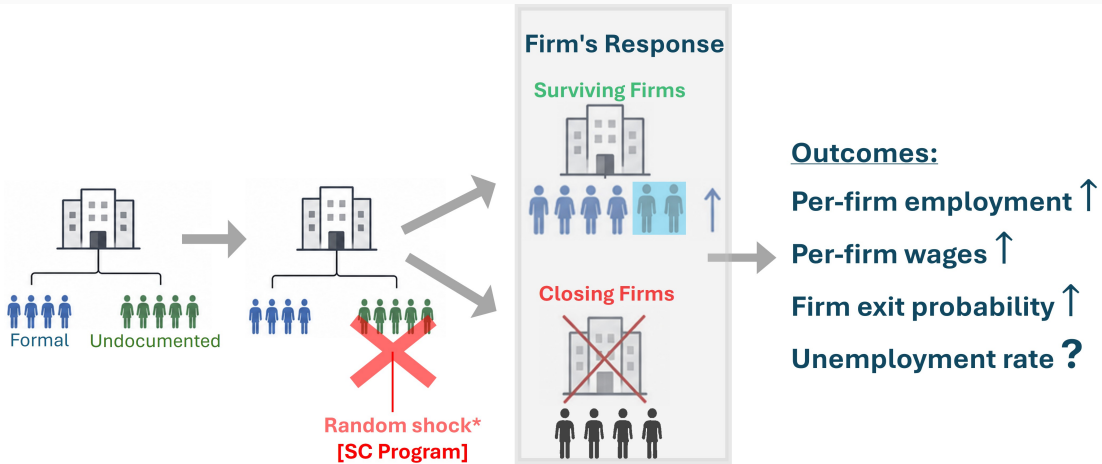 Firm's Response
Surviving Firms
Closing Firms
Formal
Undocumented
Random shock*
[SC Program]
Outcomes:
Per-firm employment ↑
Per-firm wages ↑
Firm exit probability ↑
Unemployment rate ?